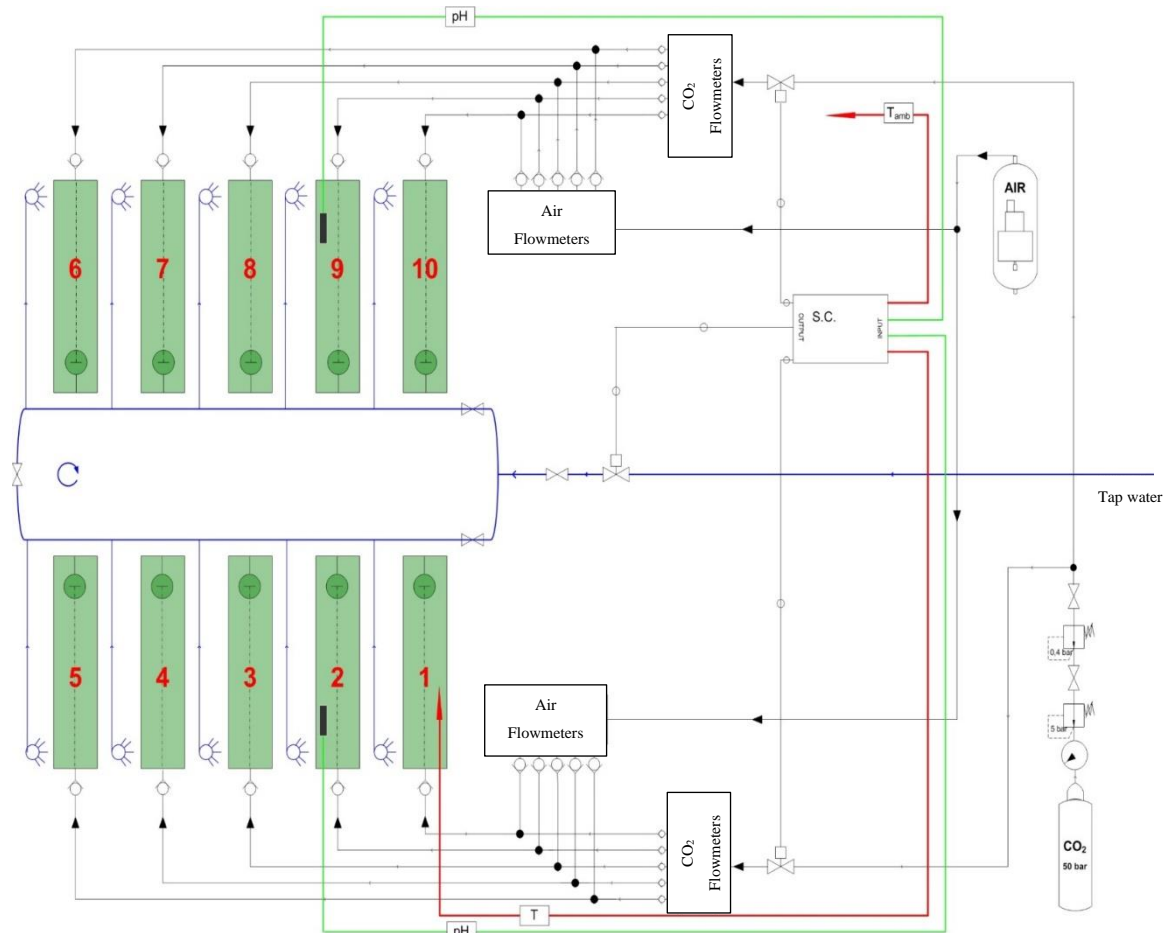 pH
CO2
Flowmeters
Tamb
AIR
Air
Flowmeters
6
7
8
9
10
S.C.
OUTPUT
INPUT
Tap water
0,4 bar
5 bar
5
4
3
2
1
Air
Flowmeters
CO2
Flowmeters
CO2
50 bar
T
pH